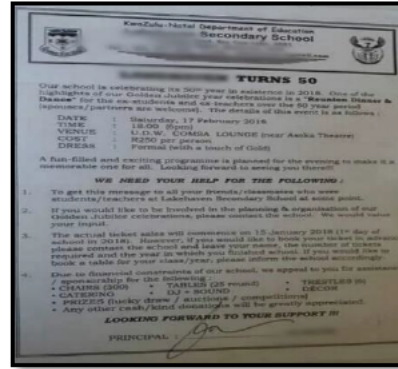 KwaZulu-Natal Department of Education
Secondary School
TURNS 50
Our school is celebrating its 50th year in existence in 2018. One of the
highlights of our Golden Jubilee year celebrations is a "Reunion Dinner &
Dance" for the ex-students and ex-teachers over the 50 year period
(spouses/partners are welcome). The details of this event is as follows :
DATE : Saturday, 17 February 2018
TIME : 18:00 (6pm)
VENUE : U.D.W. COMSA LOUNGE (near Asoka Theatre)
COST : R250 per person
DRESS : Formal (with a touch of Gold)
A fun-filled and exciting programme is planned for the evening to make it a
memorable one for all. Looking forward to seeing you there!!!
WE NEED YOUR HELP FOR THE FOLLOWING :
1. To get this message to all your friends/classmates who were
students/teachers at Lakehaven Secondary School at some point.
2. If you would like to be involved in the planning & organisation of our
Golden Jubilee celebrations, please contact the school. We would value
your input.
3. The actual ticket sales will commence on 15 January 2018 (1st day of
school in 2018). However, if you would like to book your ticket in advance
please contact the school and leave your name, the number of tickets
required and the year in which you finished school. If you would like to
book a table for your class/year, please inform the school accordingly
4. Due to financial constraints of our school, we appeal to you for assistance
/ sponsorship for the following :
• CHAIRS (200) • TABLES (25 round) • TRESTLES (6)
• CATERING • DJ + SOUND • DÉCOR
• PRIZES (lucky draw / auctions / competitions)
• Any other cash/kind donations will be greatly appreciated.
LOOKING FORWARD TO YOUR SUPPORT !!!
PRINCIPAL :